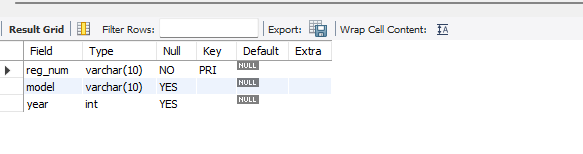 Result Grid Filter Rows: Export: Wrap Cell Content: IA
Field Type Null Key Default Extra
reg_num varchar(10) NO PRI NULL
model varchar(10) YES NULL
year int YES NULL